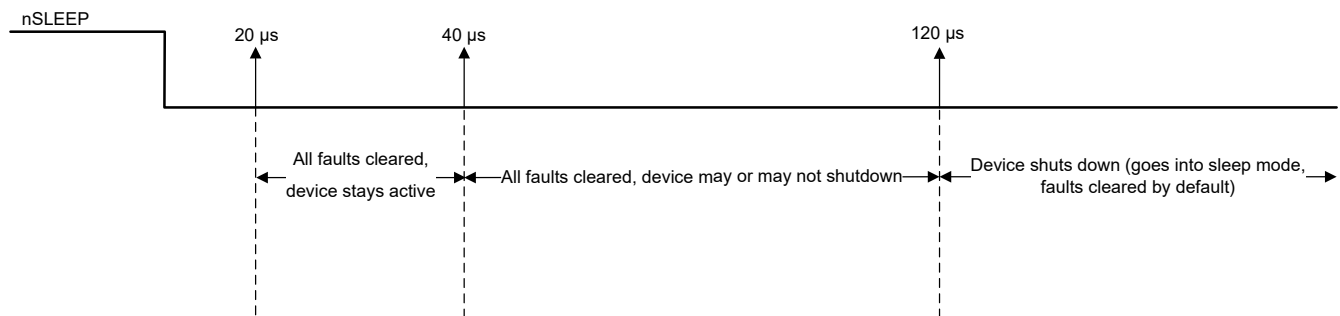 nSLEEP
20 µs
40 µs
120 µs
All faults cleared,
device stays active
All faults cleared, device may or may not shutdown
Device shuts down (goes into sleep mode,
faults cleared by default)